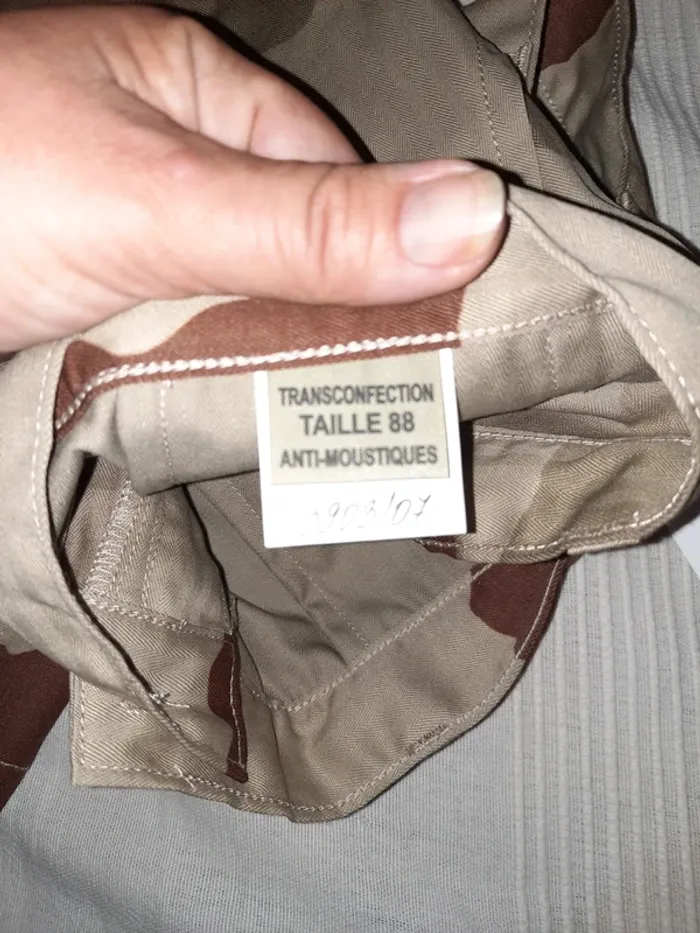 TRANSCONFECTION
TAILLE 88
ANTI-MOUSTIQUES